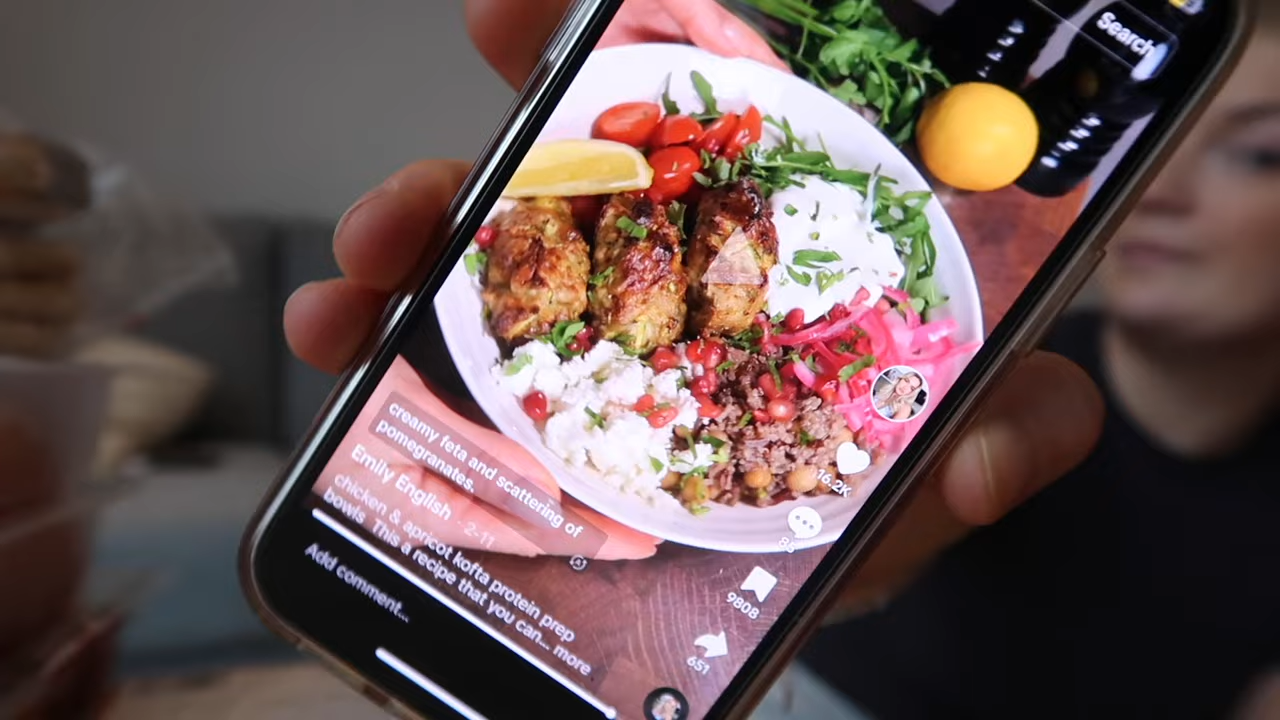 Search
creamy feta and scattering of
pomegranates.
Emily English · 2-11
chicken & apricot kofta protein prep
bowls This a recipe that you can... more
Add comment...
16.2K
9808
651